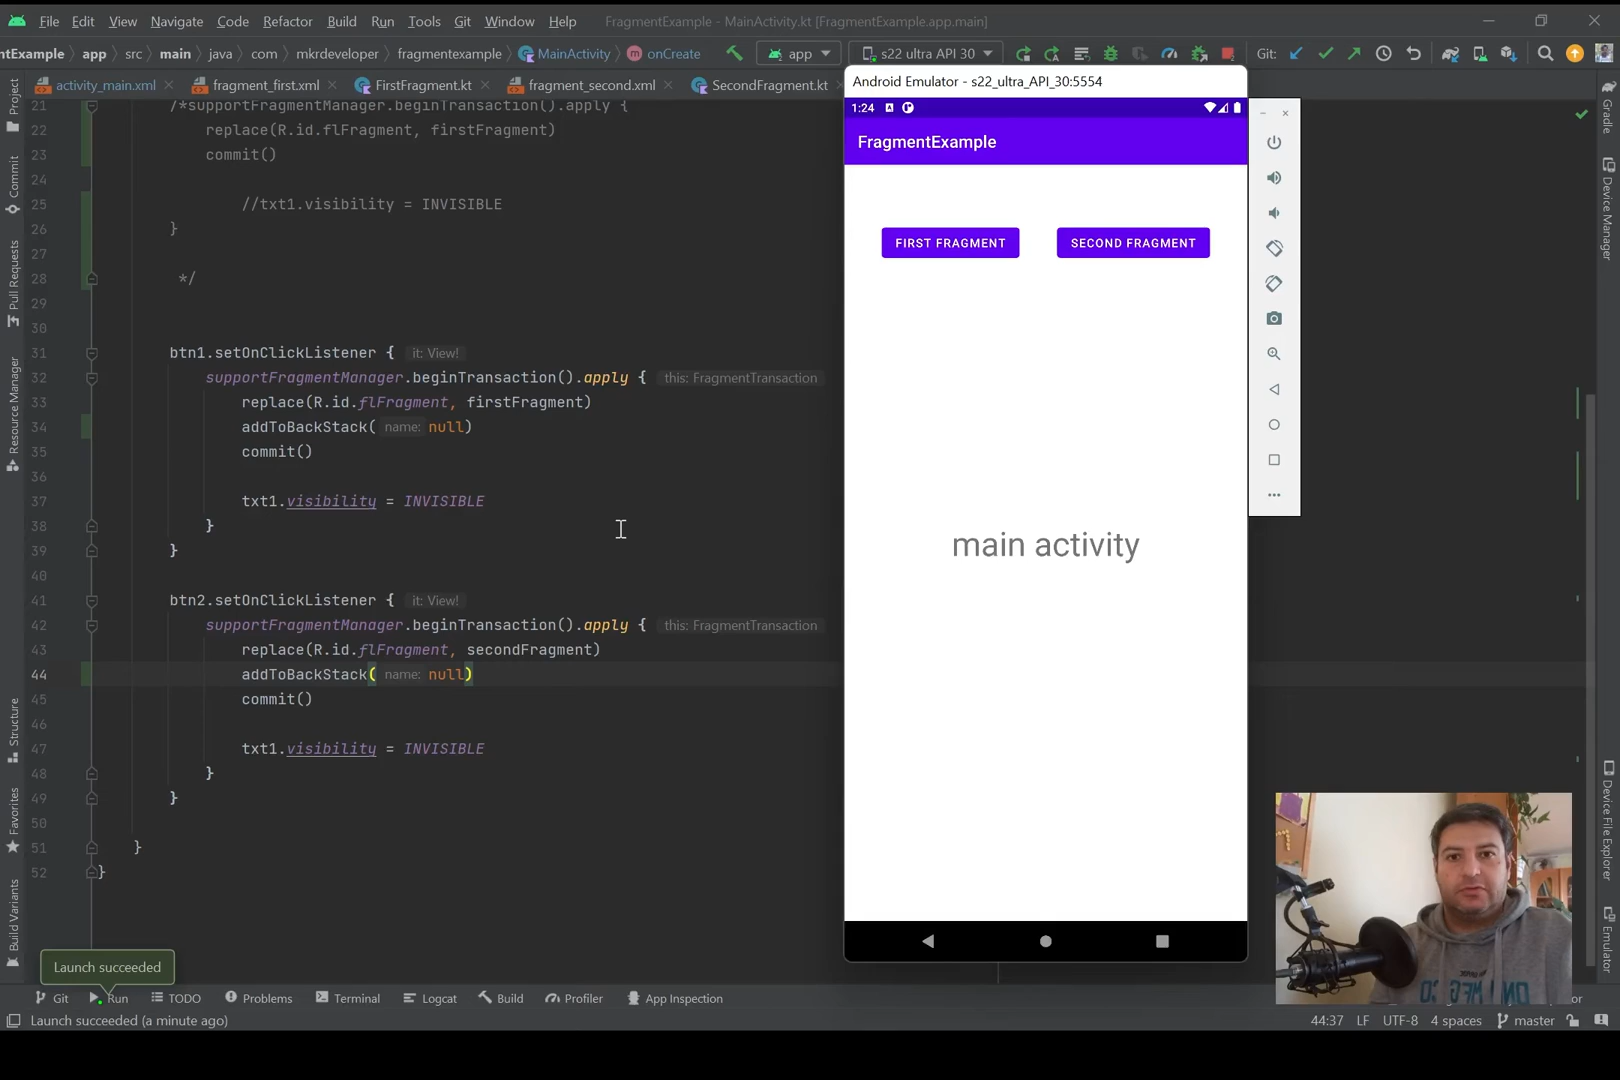 File Edit View Navigate Code Refactor Build Run Tools Git Window Help FragmentExample - MainActivity.kt [FragmentExample.app.main]
ntExample app src main java com mkrdeveloper fragmentexample MainActivity onCreate app s22 ultra API 30 Git:
activity_main.xml fragment_first.xml FirstFragment.kt fragment_second.xml SecondFragment.kt
21 /*supportFragmentManager.beginTransaction().apply {
22 replace(R.id.flFragment, firstFragment)
23 commit()
24
25 //txt1.visibility = INVISIBLE
26 }
27
28 */
29
30
31 btn1.setOnClickListener { it: View!
32 supportFragmentManager.beginTransaction().apply { this: FragmentTransaction
33 replace(R.id.flFragment, firstFragment)
34 addToBackStack( name: null)
35 commit()
36
37 txt1.visibility = INVISIBLE
38 }
39 }
40
41 btn2.setOnClickListener { it: View!
42 supportFragmentManager.beginTransaction().apply { this: FragmentTransaction
43 replace(R.id.flFragment, secondFragment)
44 addToBackStack( name: null)
45 commit()
46
47 txt1.visibility = INVISIBLE
48 }
49 }
50
51 }
52 }
Project
Commit
Pull Requests
Resource Manager
Structure
Favorites
Build Variants
Android Emulator - s22_ultra_API_30:5554
1:24
FragmentExample
FIRST FRAGMENT SECOND FRAGMENT
main activity
Gradle
Device Manager
Device File Explorer
Emulator
Launch succeeded
Git Run TODO Problems Terminal Logcat Build Profiler App Inspection
Launch succeeded (a minute ago) 44:37 LF UTF-8 4 spaces master